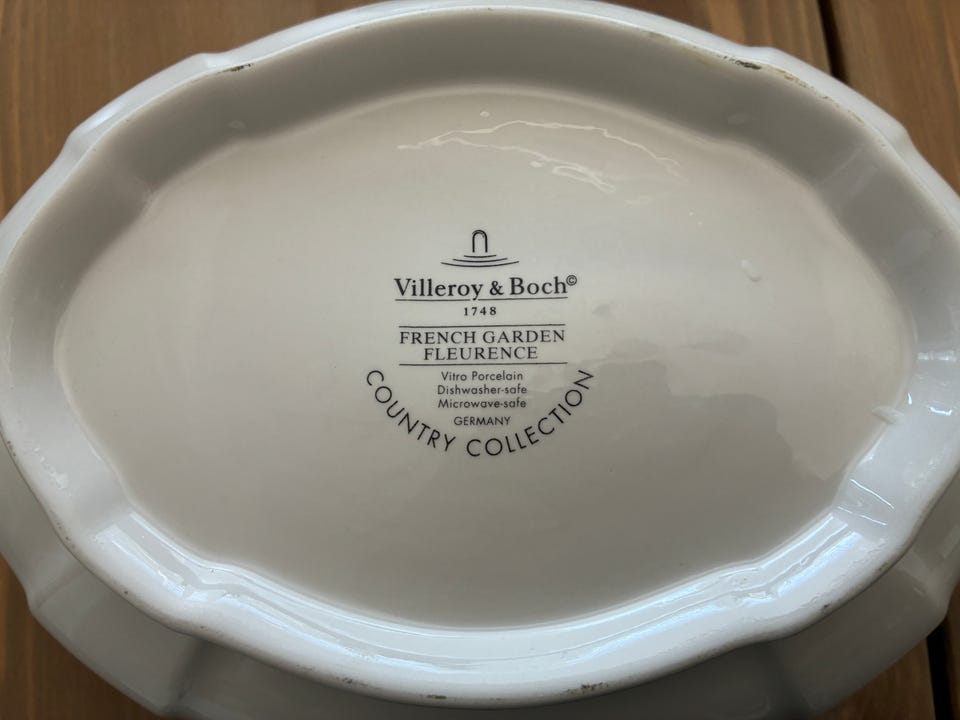 Villeroy & Boch©
1748
FRENCH GARDEN
FLEURENCE
Vitro Porcelain
Dishwasher-safe
Microwave-safe
GERMANY
COUNTRY COLLECTION